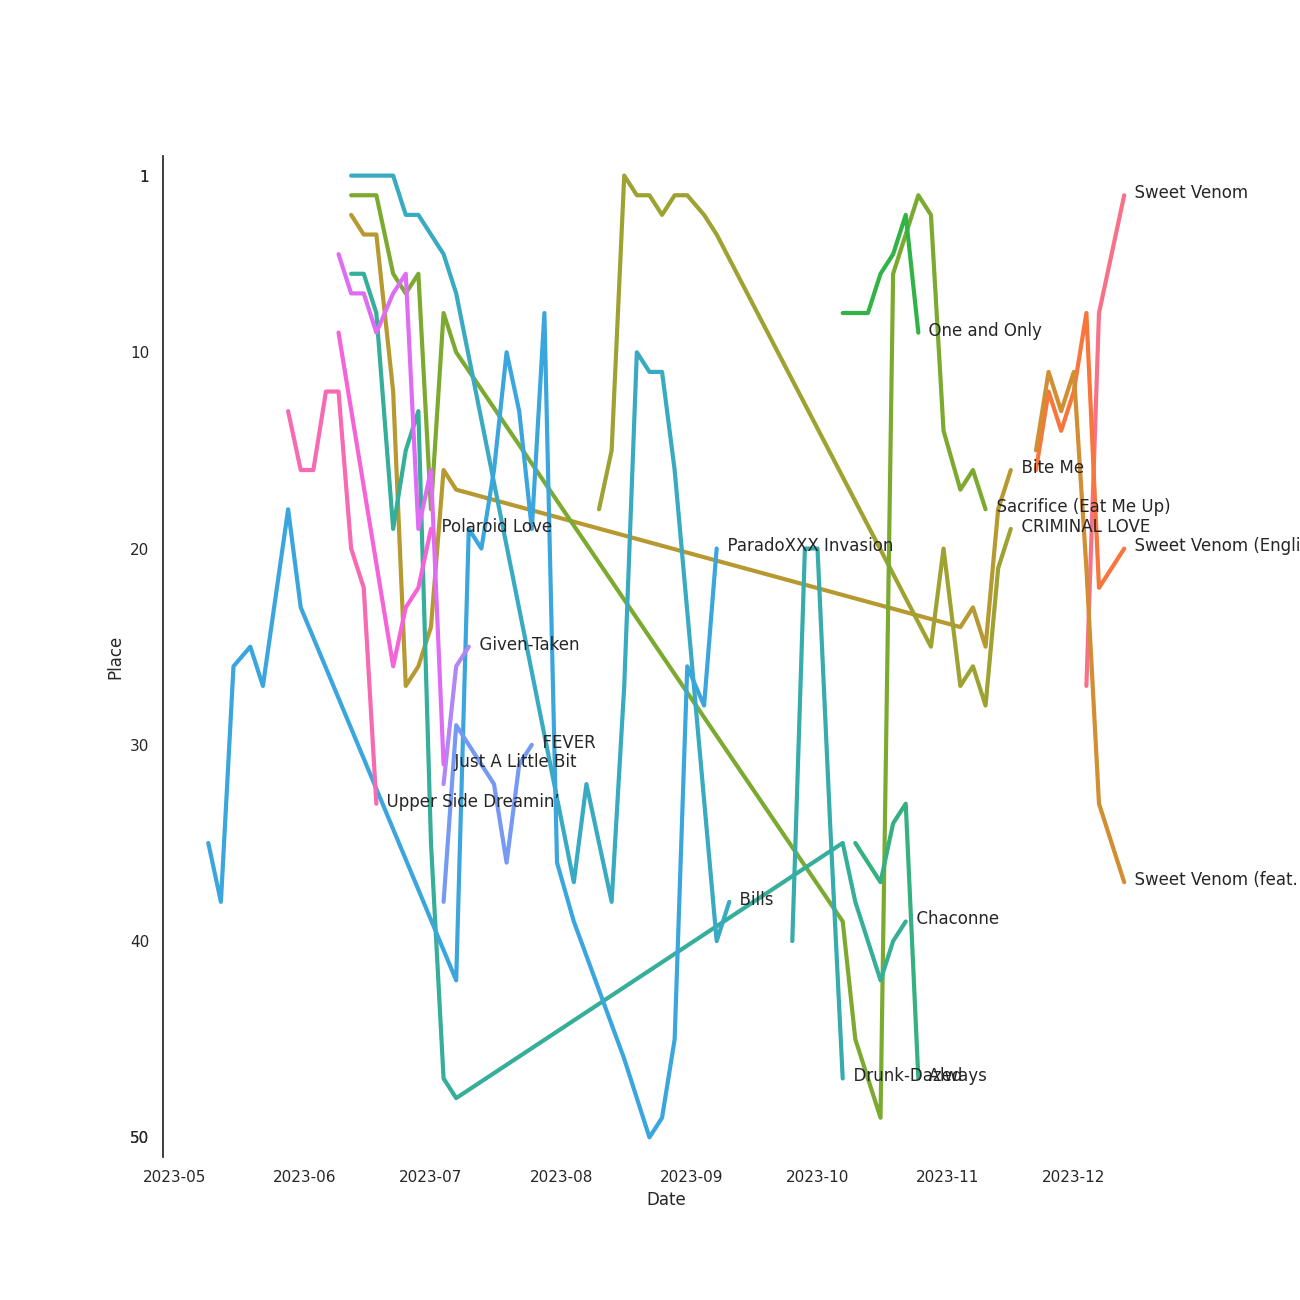 1
Sweet Venom
One and Only
10
Bite Me
Sacrifice (Eat Me Up)
Polaroid Love
CRIMINAL LOVE
20
ParadoXXX Invasion
Sweet Venom (Engli
Given-Taken
30
FEVER
Just A Little Bit
Upper Side Dreamin'
Sweet Venom (feat.
Bills
Chaconne
40
Drunk-Dazed
Always
50
Place
2023-05 2023-06 2023-07 2023-08 2023-09 2023-10 2023-11 2023-12
Date